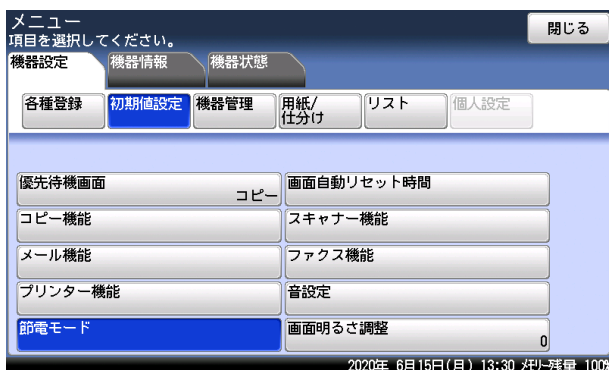 メニュー
項目を選択してください。
閉じる
機器設定 機器情報 機器状態
各種登録 初期値設定 機器管理 用紙/ リスト 個人設定
仕分け
優先待機画面 画面自動リセット時間
コピー
コピー機能 スキャナー機能
メール機能 ファクス機能
プリンター機能 音設定
節電モード 画面明るさ調整
0
2020年 6月15日(月) 13:30 メモリー残量 100%